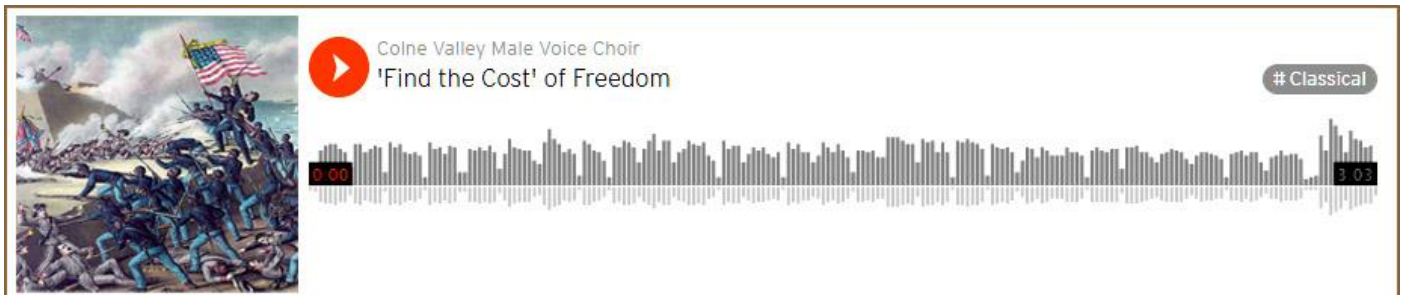 Colne Valley Male Voice Choir
'Find the Cost' of Freedom
# Classical
0:00
3:03